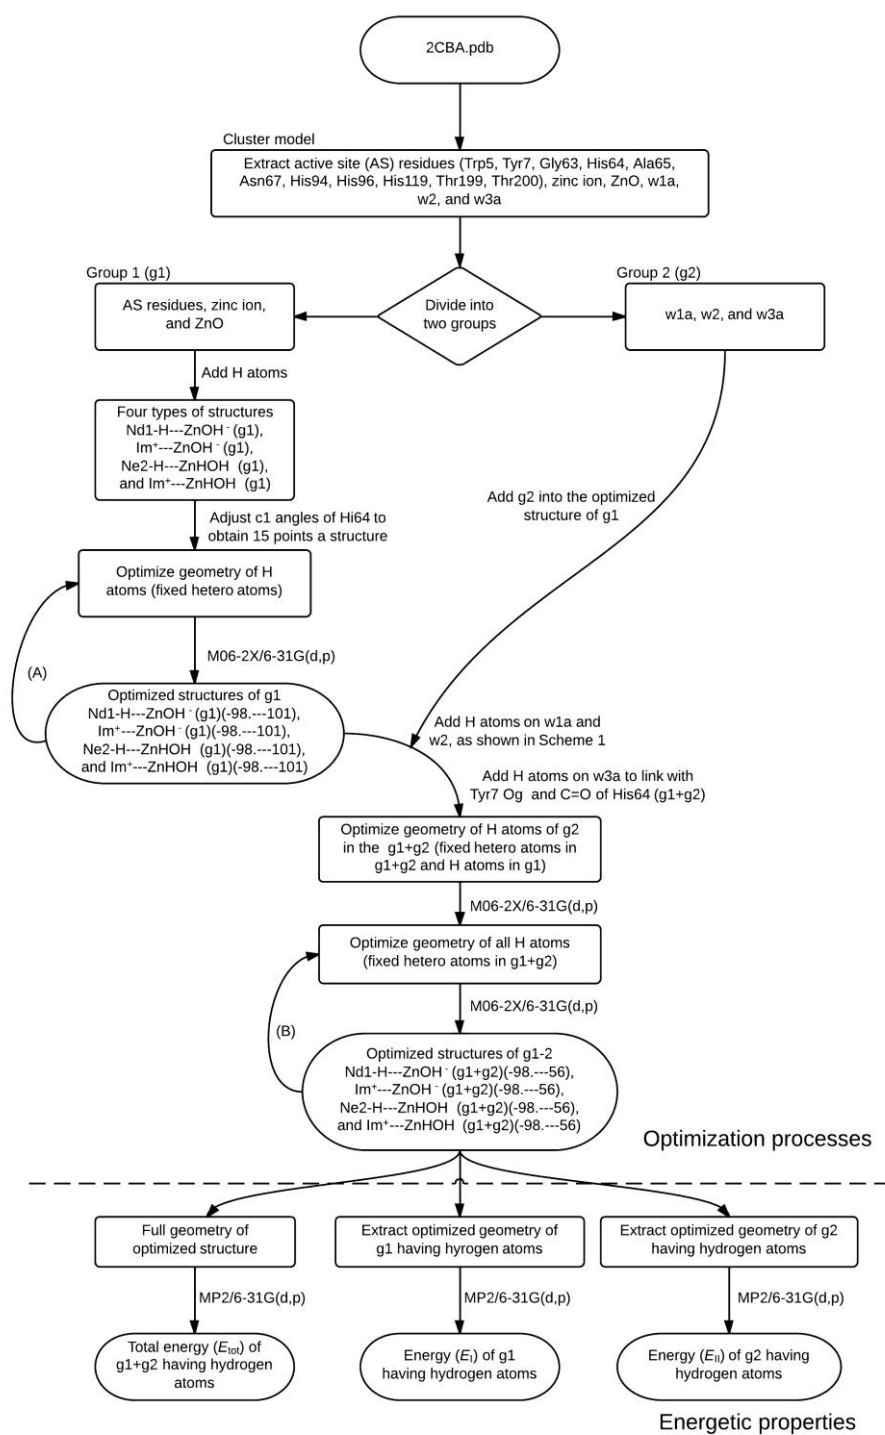 2CBA.pdb
Cluster model
Extract active site (AS) residues (Trp5, Tyr7, Gly63, His64, Ala65,
Asn67, His94, His96, His119, Thr199, Thr200), zinc ion, ZnO, w1a,
w2, and w3a
Group 1 (g1)
Group 2 (g2)
AS residues, zinc ion,
and ZnO
Divide into
two groups
w1a, w2, and w3a
Add H atoms
Four types of structures
Nd1-H---ZnOH⁻ (g1),
Im⁺---ZnOH⁻ (g1),
Ne2-H---ZnHOH (g1),
and Im⁺---ZnHOH (g1)
Add g2 into the optimized
structure of g1
Adjust c1 angles of Hi64 to
obtain 15 points a structure
Optimize geometry of H
atoms (fixed hetero atoms)
M06-2X/6-31G(d,p)
(A)
Optimized structures of g1
Nd1-H---ZnOH⁻ (g1)(-98.---101),
Im⁺---ZnOH⁻ (g1)(-98.---101),
Ne2-H---ZnHOH (g1)(-98.---101),
and Im⁺---ZnHOH (g1)(-98.---101)
Add H atoms on w1a and
w2, as shown in Scheme 1
Add H atoms on w3a to link with
Tyr7 Og and C=O of His64 (g1+g2)
Optimize geometry of H atoms of g2
in the g1+g2 (fixed hetero atoms in
g1+g2 and H atoms in g1)
M06-2X/6-31G(d,p)
Optimize geometry of all H atoms
(fixed hetero atoms in g1+g2)
M06-2X/6-31G(d,p)
(B)
Optimized structures of g1-2
Nd1-H---ZnOH⁻ (g1+g2)(-98.---56),
Im⁺---ZnOH⁻ (g1+g2)(-98.---56),
Ne2-H---ZnHOH (g1+g2)(-98.---56),
and Im⁺---ZnHOH (g1+g2)(-98.---56)
Optimization processes
Full geometry of
optimized structure
Extract optimized geometry of
g1 having hyrogen atoms
Extract optimized geometry of g2
having hydrogen atoms
MP2/6-31G(d,p)
MP2/6-31G(d,p)
MP2/6-31G(d,p)
Total energy (Etot) of
g1+g2 having hydrogen
atoms
Energy (EI) of g1
having hydrogen atoms
Energy (EII) of g2 having
hydrogen atoms
Energetic properties